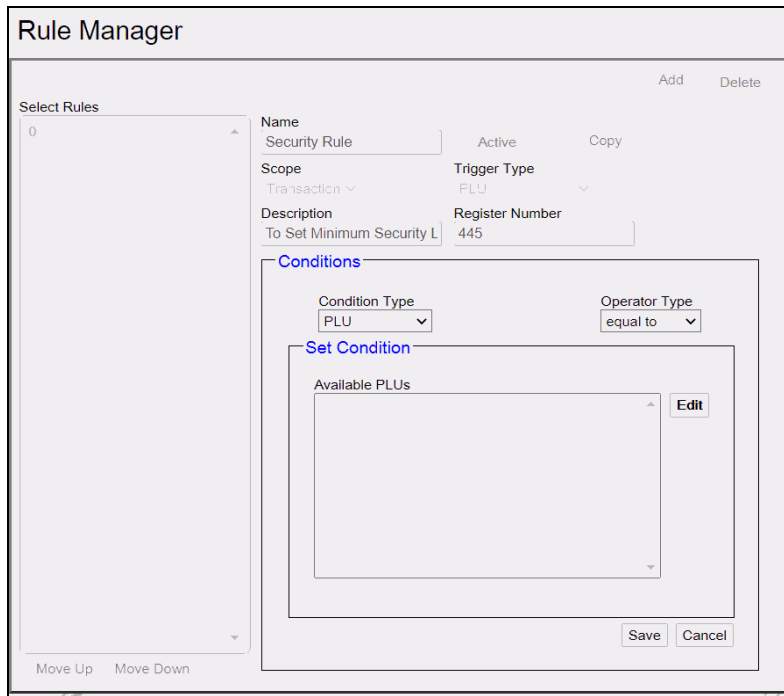 Rule Manager
Add Delete
Select Rules
0
Name
Security Rule Active Copy
Scope Trigger Type
Transaction PLU
Description Register Number
To Set Minimum Security L 445
Conditions
Condition Type Operator Type
PLU equal to
Set Condition
Available PLUs
Edit
Save Cancel
Move Up Move Down